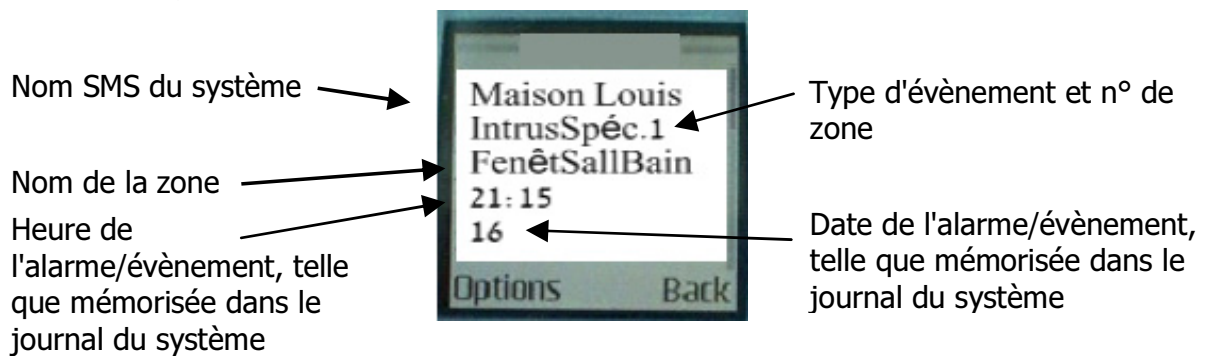 Nom SMS du système
Nom de la zone
Heure de
l'alarme/évènement, telle
que mémorisée dans le
journal du système
Maison Louis
IntrusSpéc.1
FenêtSallBain
21:15
16
Options Back
Type d'évènement et n° de
zone
Date de l'alarme/évènement,
telle que mémorisée dans le
journal du système